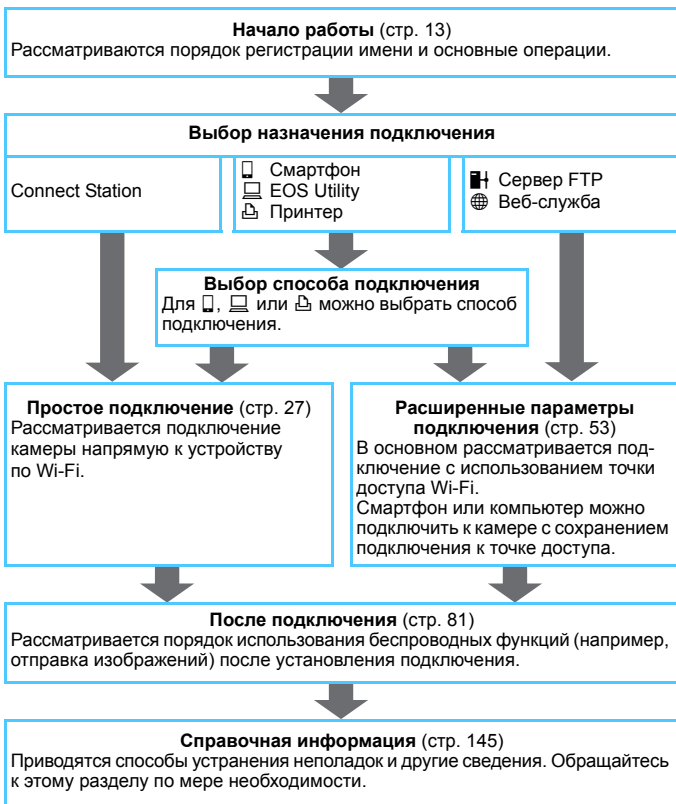 Начало работы (стр. 13)
Рассматриваются порядок регистрации имени и основные операции.
Выбор назначения подключения
Connect Station
Смартфон
EOS Utility
Принтер
Сервер FTP
Веб-служба
Выбор способа подключения
Для , или можно выбрать способ
подключения.
Простое подключение (стр. 27)
Рассматривается подключение
камеры напрямую к устройству
по Wi-Fi.
Расширенные параметры
подключения (стр. 53)
В основном рассматривается под-
ключение с использованием точки
доступа Wi-Fi.
Смартфон или компьютер можно
подключить к камере с сохранением
подключения к точке доступа.
После подключения (стр. 81)
Рассматривается порядок использования беспроводных функций (например,
отправка изображений) после установления подключения.
Справочная информация (стр. 145)
Приводятся способы устранения неполадок и другие сведения. Обращайтесь
к этому разделу по мере необходимости.